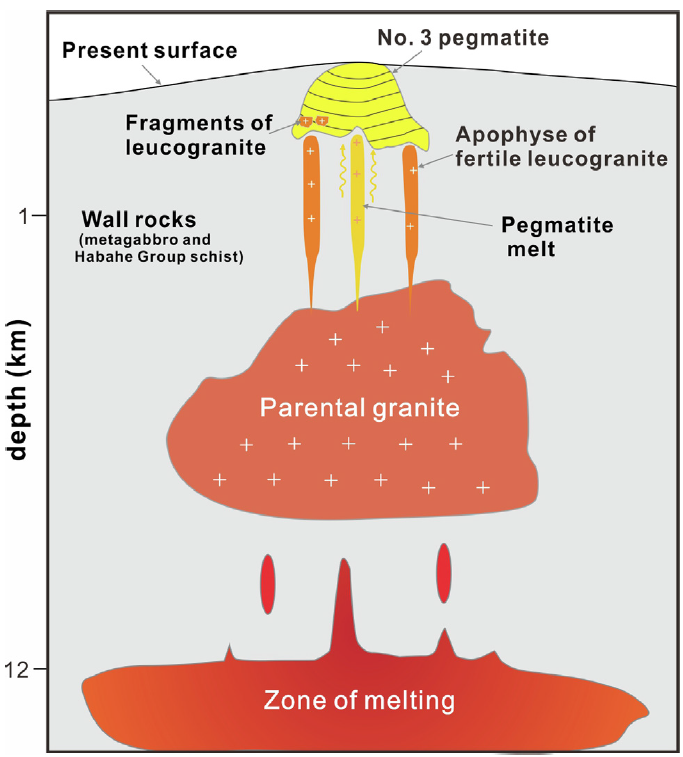 No. 3 pegmatite
Present surface
Fragments of
leucogranite
Apophyse of
fertile leucogranite
1
Wall rocks
(metagabbro and
Habahe Group schist)
Pegmatite
melt
depth (km)
Parental granite
12
Zone of melting